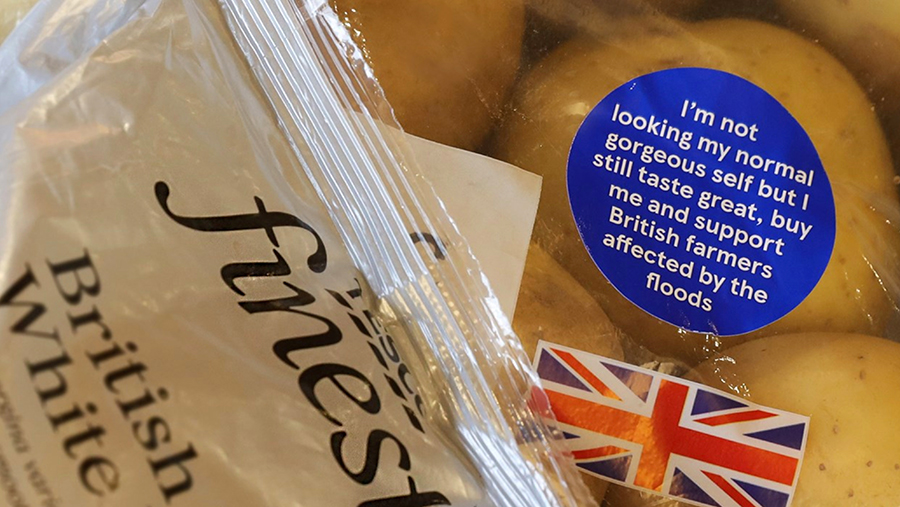 I'm not
looking my normal
gorgeous self but I
still taste great, buy
me and support
British farmers
affected by the
floods
TESCO
finest
British
White